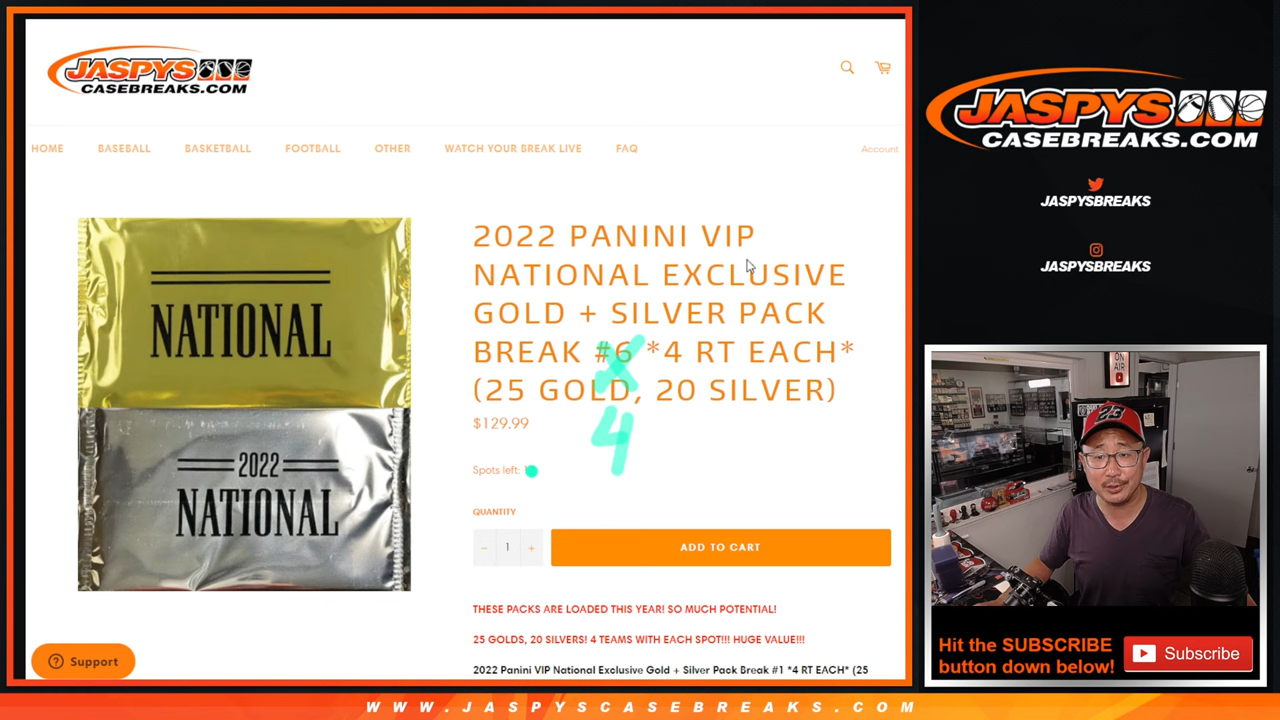 JASPYS
CASEBREAKS.COM
HOME BASEBALL BASKETBALL FOOTBALL OTHER WATCH YOUR BREAK LIVE FAQ Account
NATIONAL
2022
NATIONAL
2022 PANINI VIP
NATIONAL EXCLUSIVE
GOLD + SILVER PACK
BREAK #6 *4 RT EACH*
(25 GOLD, 20 SILVER)
$129.99
x
4
Spots left:
QUANTITY
− 1 +
ADD TO CART
THESE PACKS ARE LOADED THIS YEAR! SO MUCH POTENTIAL!
25 GOLDS, 20 SILVERS! 4 TEAMS WITH EACH SPOT!!! HUGE VALUE!!!
2022 Panini VIP National Exclusive Gold + Silver Pack Break #1 *4 RT EACH* (25
? Support
JASPYS
CASEBREAKS.COM
JASPYSBREAKS
JASPYSBREAKS
ON
AIR
23
Hit the SUBSCRIBE
button down below!
Subscribe
WWW.JASPYSCASEBREAKS.COM